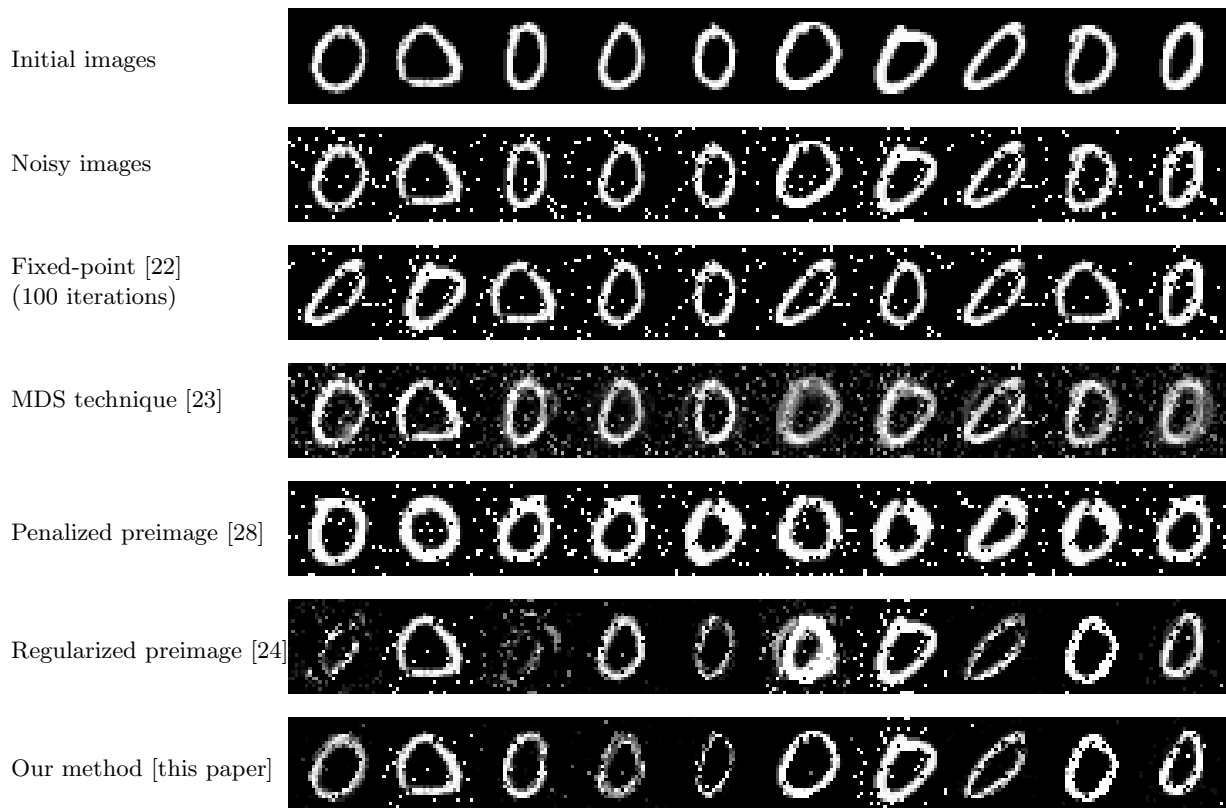 Initial images
Noisy images
Fixed-point [22]
(100 iterations)
MDS technique [23]
Penalized preimage [28]
Regularized preimage [24]
Our method [this paper]